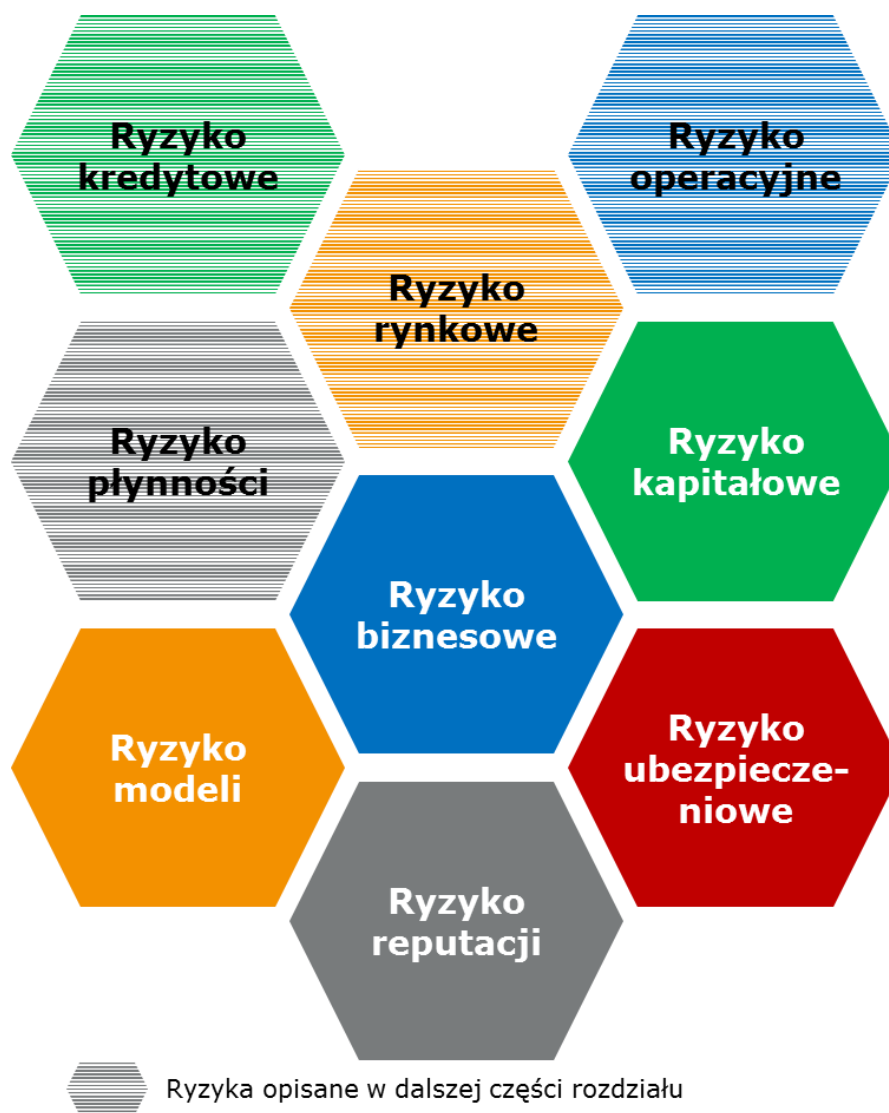 Ryzyko
kredytowe
Ryzyko
operacyjne
Ryzyko
rynkowe
Ryzyko
płynności
Ryzyko
kapitałowe
Ryzyko
biznesowe
Ryzyko
modeli
Ryzyko
ubezpiecze-
niowe
Ryzyko
reputacji
Ryzyka opisane w dalszej części rozdziału